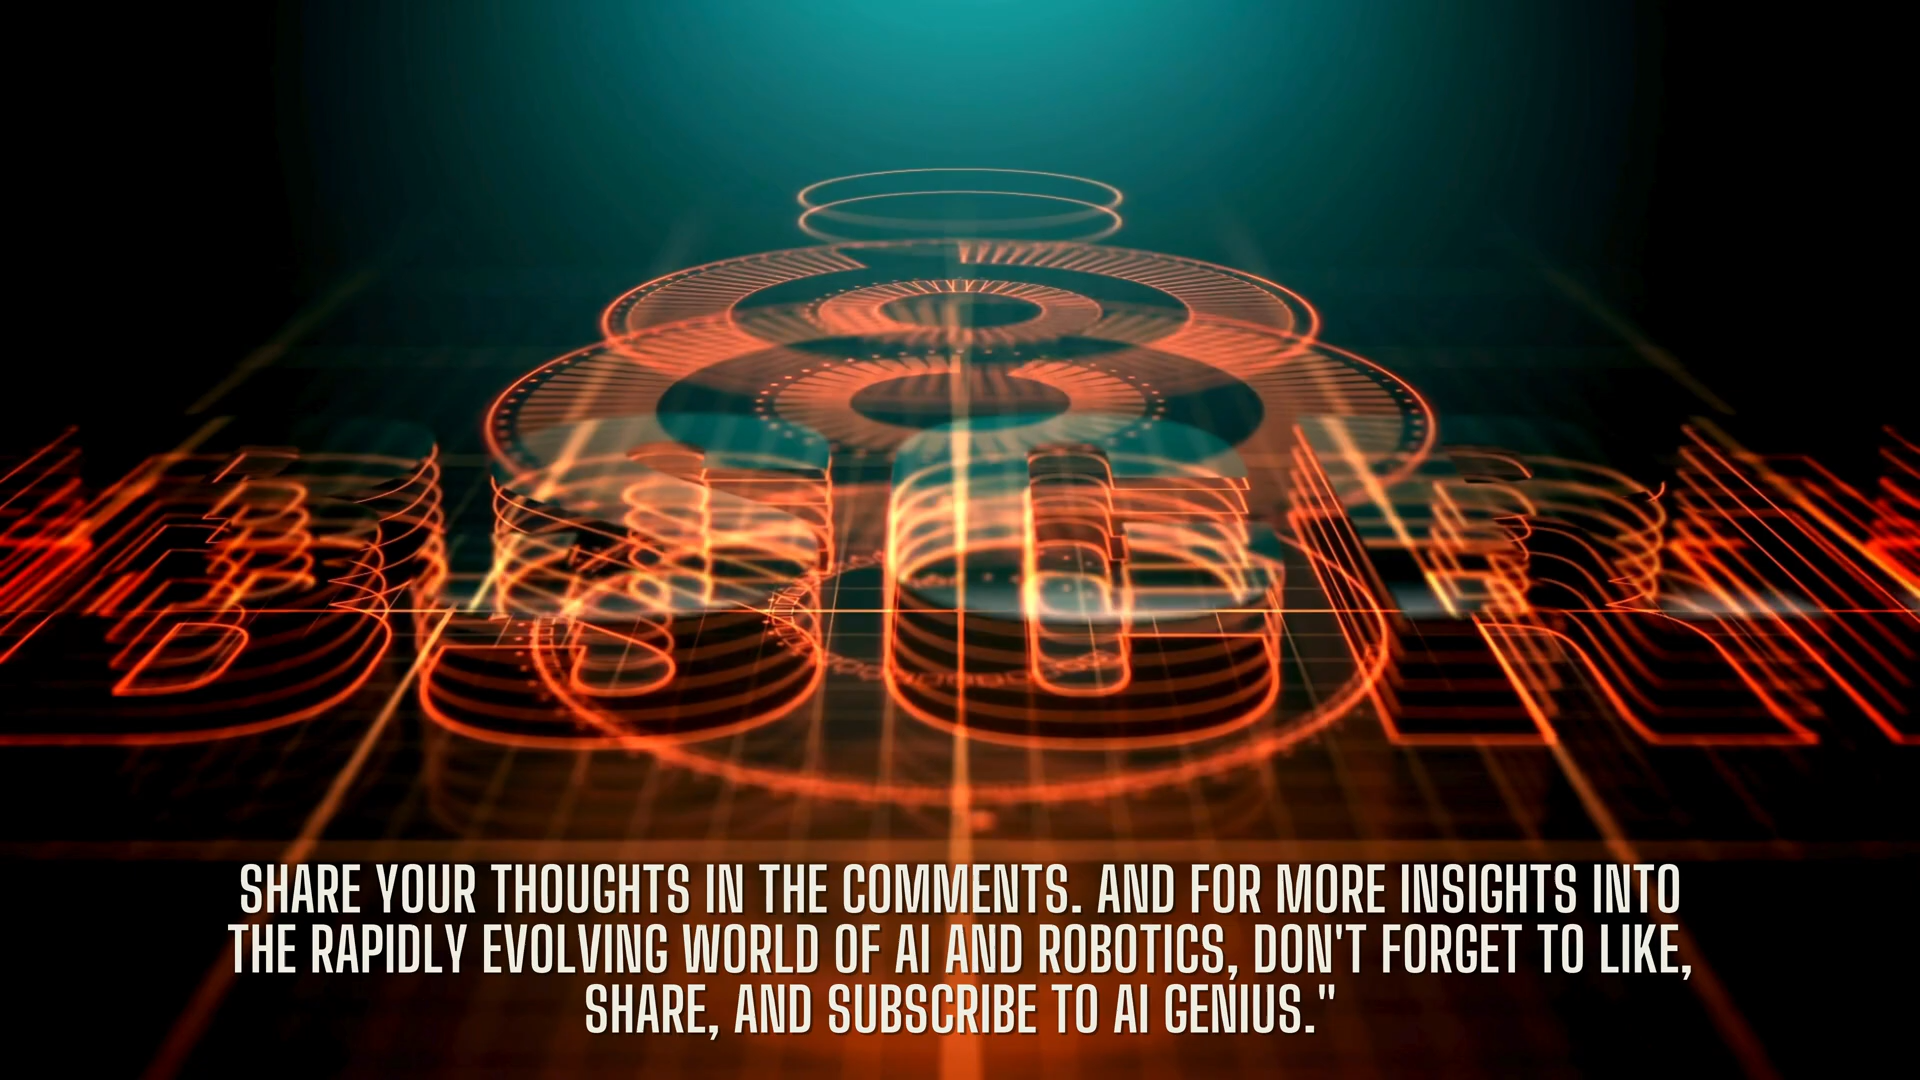 SHARE YOUR THOUGHTS IN THE COMMENTS. AND FOR MORE INSIGHTS INTO
THE RAPIDLY EVOLVING WORLD OF AI AND ROBOTICS, DON'T FORGET TO LIKE,
SHARE, AND SUBSCRIBE TO AI GENIUS."